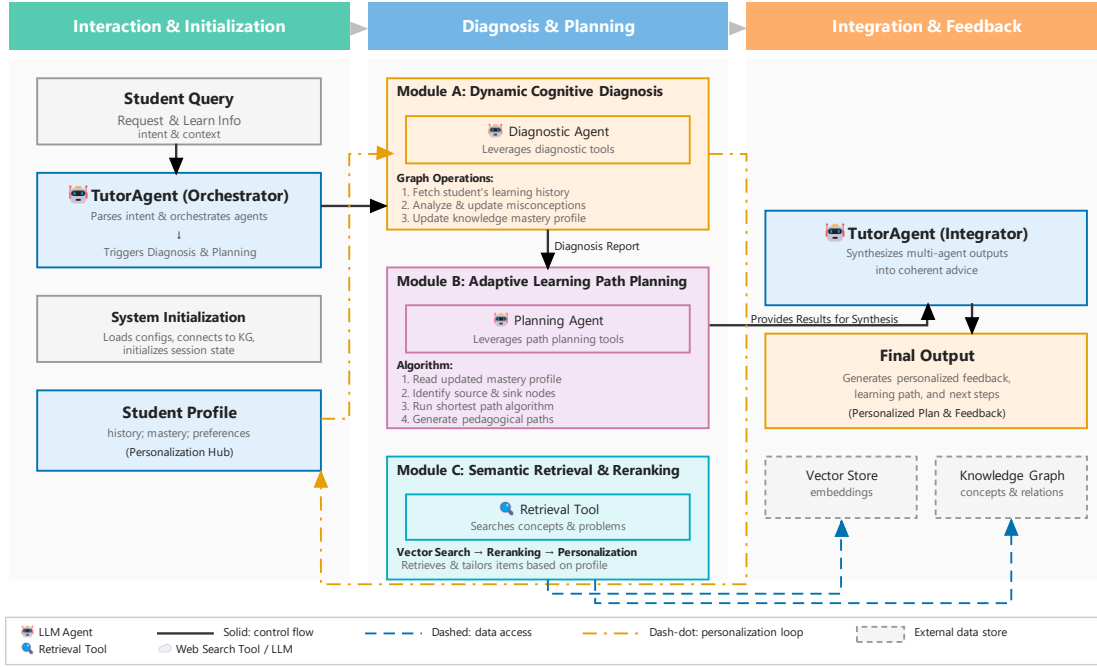 Interaction & Initialization
Diagnosis & Planning
Integration & Feedback
Student Query
Request & Learn Info
intent & context
TutorAgent (Orchestrator)
Parses intent & orchestrates agents
↓
Triggers Diagnosis & Planning
System Initialization
Loads configs, connects to KG,
initializes session state
Student Profile
history; mastery; preferences
(Personalization Hub)
Module A: Dynamic Cognitive Diagnosis
Diagnostic Agent
Leverages diagnostic tools
Graph Operations:
1. Fetch student's learning history
2. Analyze & update misconceptions
3. Update knowledge mastery profile
Diagnosis Report
Module B: Adaptive Learning Path Planning
Planning Agent
Leverages path planning tools
Algorithm:
1. Read updated mastery profile
2. Identify source & sink nodes
3. Run shortest path algorithm
4. Generate pedagogical paths
Module C: Semantic Retrieval & Reranking
Retrieval Tool
Searches concepts & problems
Vector Search → Reranking → Personalization
Retrieves & tailors items based on profile
TutorAgent (Integrator)
Synthesizes multi-agent outputs
into coherent advice
Provides Results for Synthesis
Final Output
Generates personalized feedback,
learning path, and next steps
(Personalized Plan & Feedback)
Vector Store
embeddings
Knowledge Graph
concepts & relations
LLM Agent
Solid: control flow
Dashed: data access
Dash-dot: personalization loop
External data store
Retrieval Tool
Web Search Tool / LLM